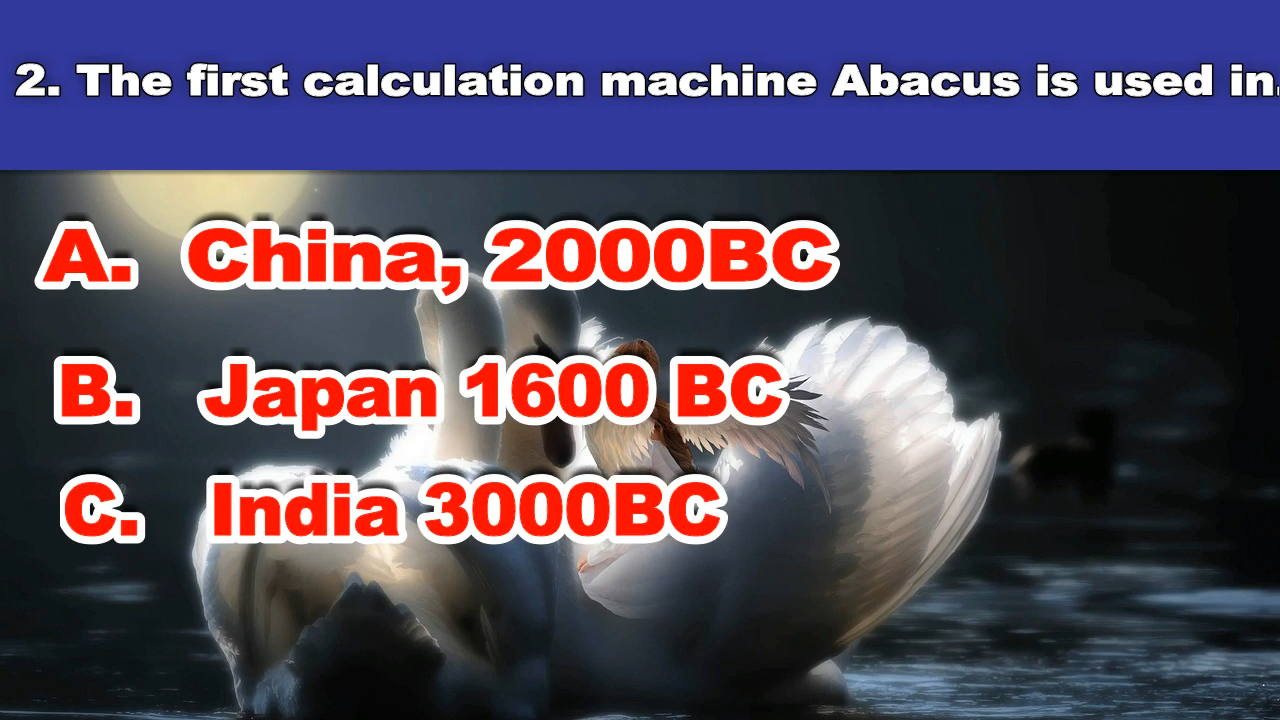 2. The first calculation machine Abacus is used in.
A. China, 2000BC
B. Japan 1600 BC
C. India 3000BC